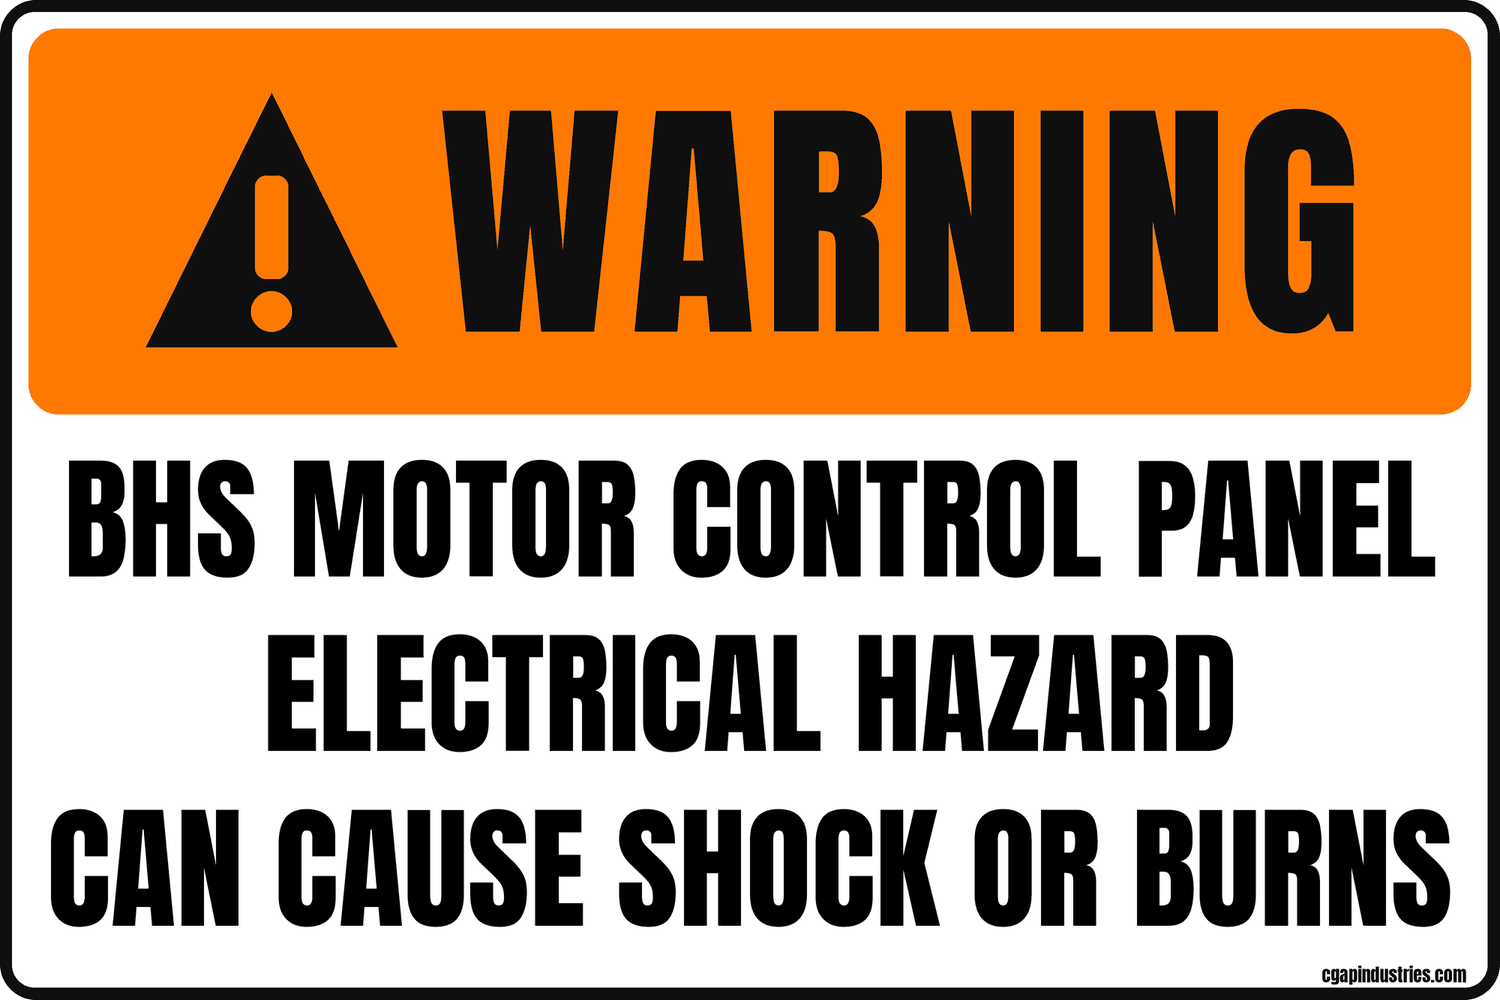 WARNING
BHS MOTOR CONTROL PANEL
ELECTRICAL HAZARD
CAN CAUSE SHOCK OR BURNS
cgapindustries.com